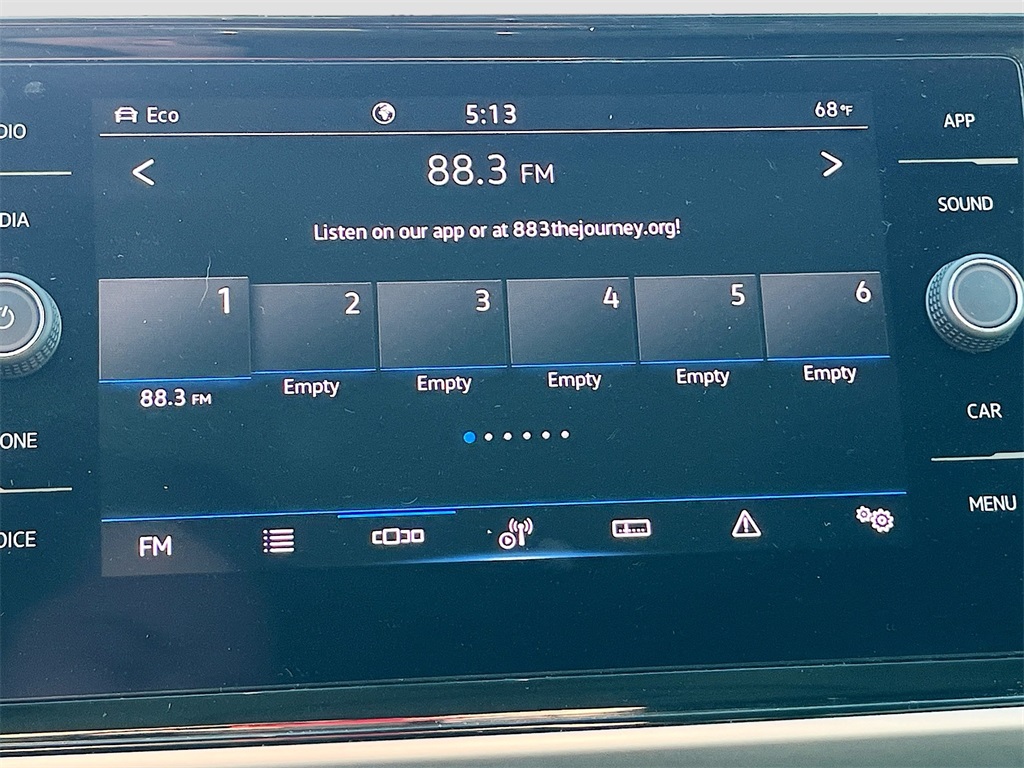 Eco 5:13 68°F
APP
88.3 FM
SOUND
Listen on our app or at 883thejourney.org!
1 2 3 4 5 6
88.3 FM Empty Empty Empty Empty Empty
CAR
MENU
FM
DIO
DIA
ONE
OICE